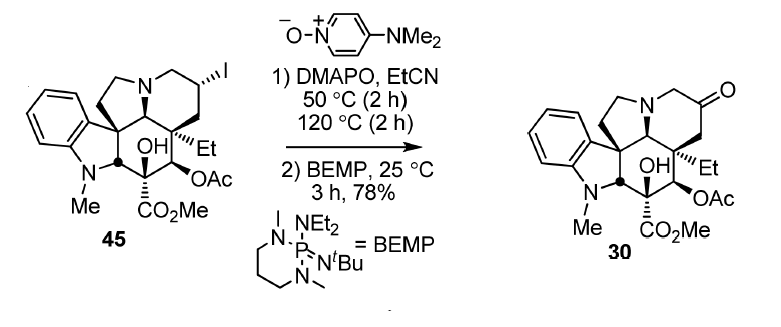 −
+
O–N
NMe2
1) DMAPO, EtCN
50 °C (2 h)
120 °C (2 h)
2) BEMP, 25 °C
3 h, 78%
N
I
OH
Et
N
Me
OAc
CO2Me
45
NEt2
N
P
NtBu
N
= BEMP
N
O
OH
Et
N
Me
OAc
CO2Me
30